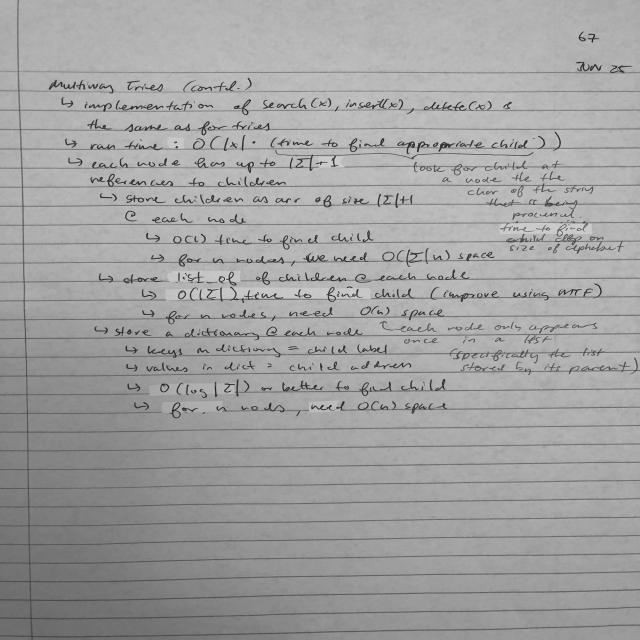 67
JUN 25
Multiway Tries (contd.)
↳ implementation of search(x), insert(x), delete(x) is
the same as for tries
↳ run time : O(|x| · (time to find appropriate child))
↳ each node has up to |Σ|+1
references to children
look for child at
a node the the
char of the string
that is being
processed
time to find
child dep on
size of alphabet
↳ store children as arr of size |Σ|+1
@ each node
↳ O(1) time to find child
↳ for n nodes, we need O(|Σ|n) space
↳ store list of of children @ each node
↳ O(|Σ|) time to find child (improve using MTF)
↳ for n nodes, need O(n) space
↳ store a dictionary @ each node
each node only appears
once in a list
(specifically the list
stored by its parent)
↳ keys in dictionary = child label
↳ values in dict = child address
↳ O(log|Σ|) or better to find child
↳ for n nods, need O(n) space